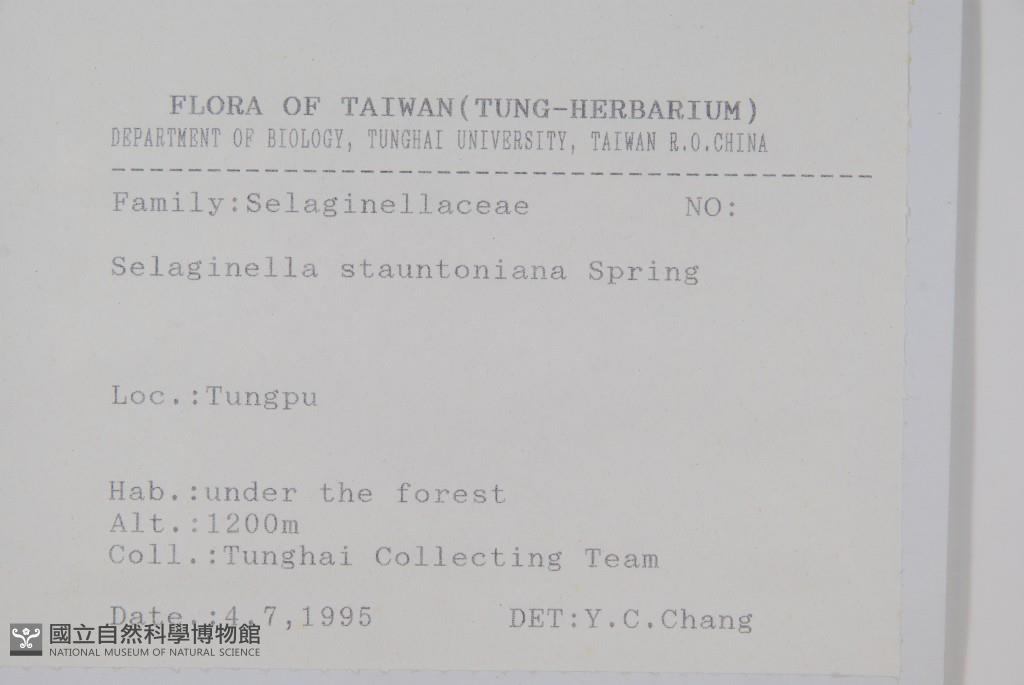 FLORA OF TAIWAN(TUNG-HERBARIUM)
DEPARTMENT OF BIOLOGY, TUNGHAI UNIVERSITY, TAIWAN R.O.CHINA
----------------------------------------
Family:Selaginellaceae NO:
Selaginella stauntoniana Spring
Loc.:Tungpu
Hab.:under the forest
Alt.:1200m
Coll.:Tunghai Collecting Team
Date.:4,7,1995 DET:Y.C.Chang
國立自然科學博物館
NATIONAL MUSEUM OF NATURAL SCIENCE